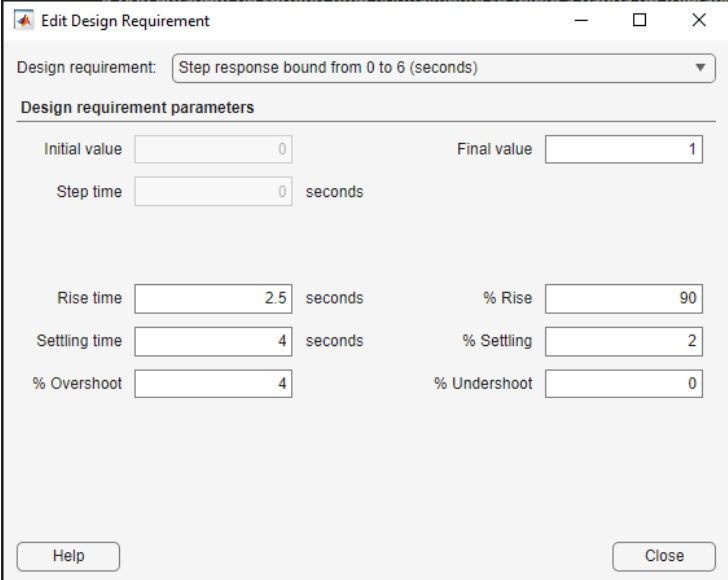 Edit Design Requirement
Design requirement: Step response bound from 0 to 6 (seconds)
Design requirement parameters
Initial value 0 Final value 1
Step time 0 seconds
Rise time 2.5 seconds % Rise 90
Settling time 4 seconds % Settling 2
% Overshoot 4 % Undershoot 0
Help Close